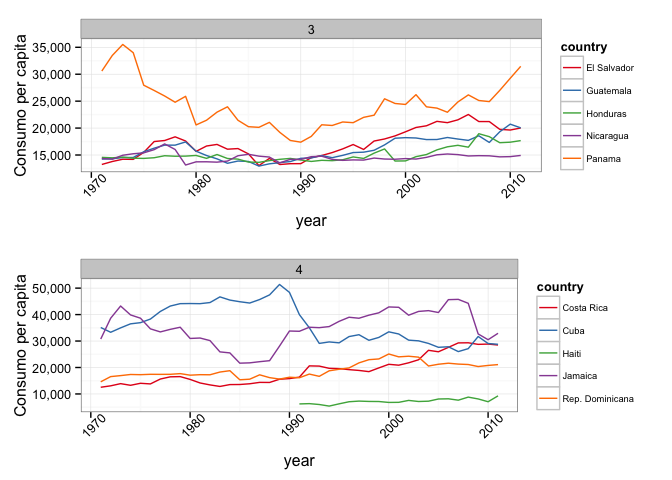 3
Consumo per capita
35,000
30,000
25,000
20,000
15,000
1970
1980
1990
2000
2010
year
country
El Salvador
Guatemala
Honduras
Nicaragua
Panama
4
Consumo per capita
50,000
40,000
30,000
20,000
10,000
1970
1980
1990
2000
2010
year
country
Costa Rica
Cuba
Haiti
Jamaica
Rep. Dominicana